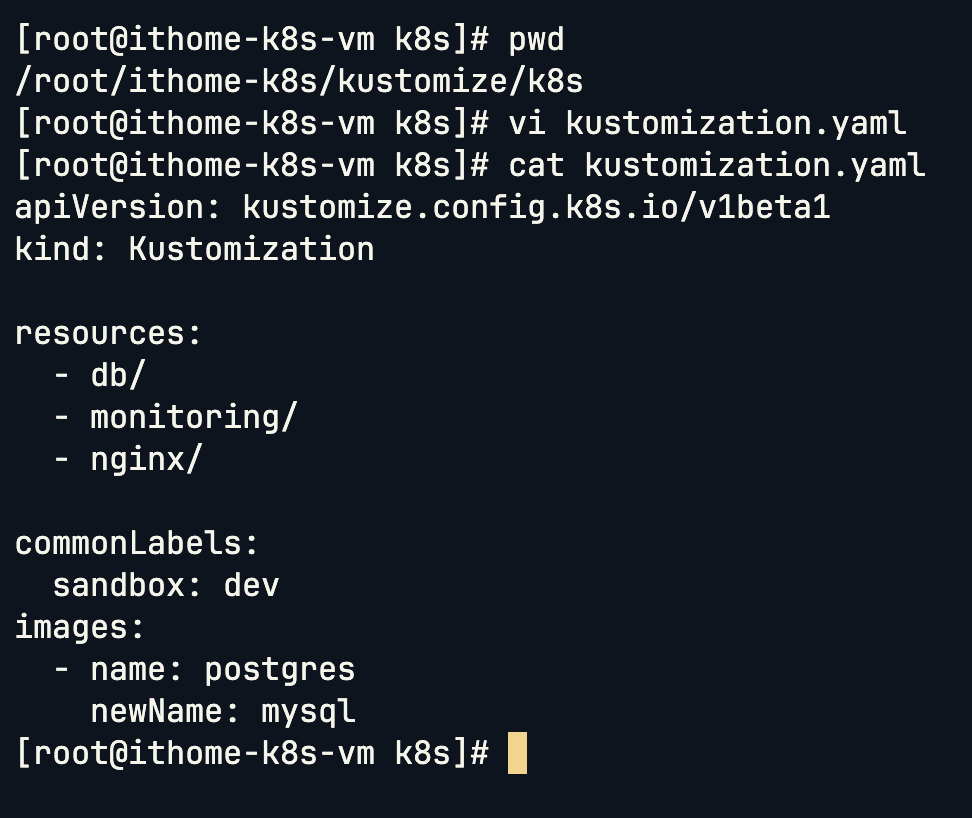 [root@ithome-k8s-vm k8s]# pwd
/root/ithome-k8s/kustomize/k8s
[root@ithome-k8s-vm k8s]# vi kustomization.yaml
[root@ithome-k8s-vm k8s]# cat kustomization.yaml
apiVersion: kustomize.config.k8s.io/v1beta1
kind: Kustomization

resources:
  - db/
  - monitoring/
  - nginx/

commonLabels:
  sandbox: dev
images:
  - name: postgres
    newName: mysql
[root@ithome-k8s-vm k8s]#